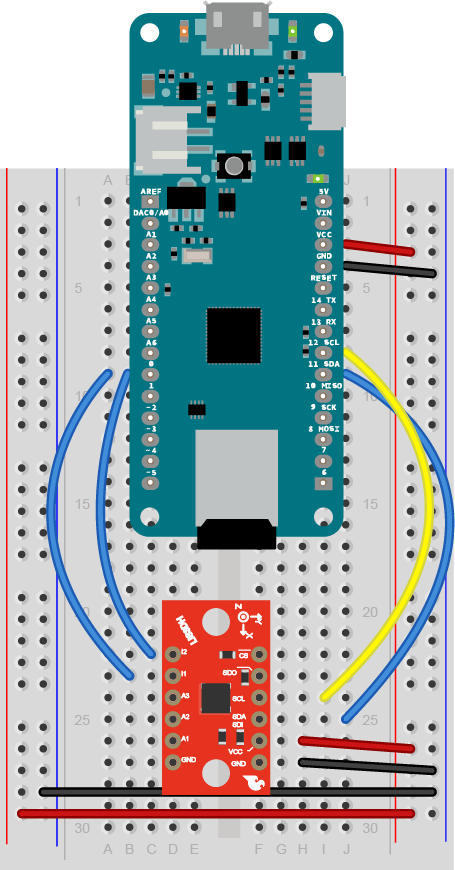 A B J
1 1
AREF 5V
DAC0/A0 VIN
A1 VCC
A2 GND
A3 RESET
A4 14 TX
A5 13 RX
A6 12 SCL
0 11 SDA
1 10 MISO
~2 9 SCK
~3 8 MOSI
~4 7
~5 6
5 5
10 10
15 15
20 20
LIS3DH
Z Y X
I2 CS
I1 SDO
A3 SCL
A2 SDA
SDI
A1 VCC
GND GND
25 25
30 30
A B C D E F G H I J